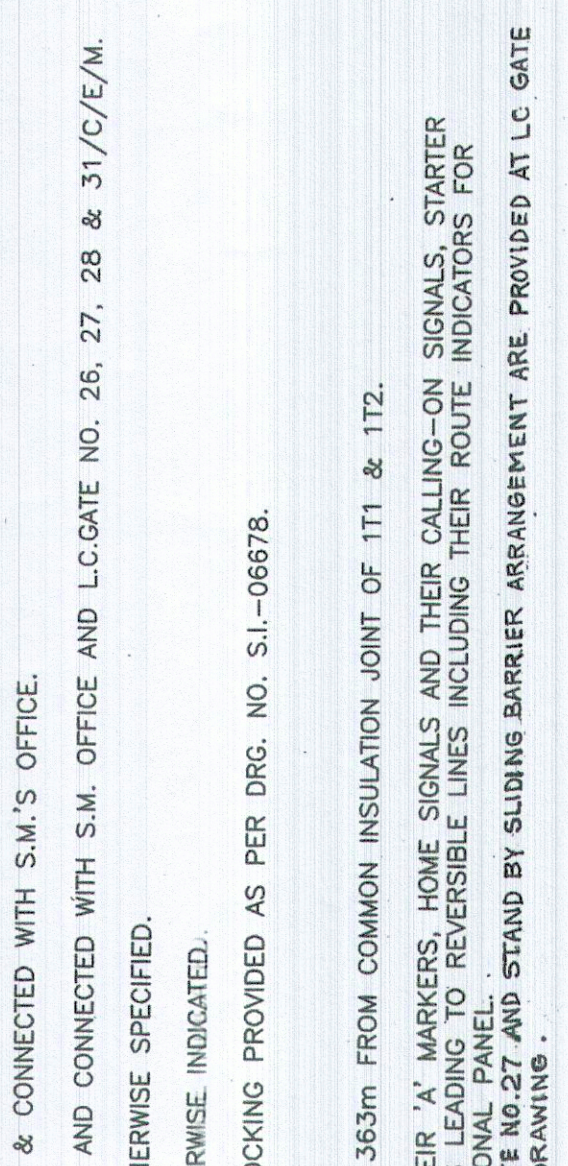 & CONNECTED WITH S.M.'S OFFICE.
AND CONNECTED WITH S.M. OFFICE AND L.C.GATE NO. 26, 27, 28 & 31/C/E/M.
IERWISE SPECIFIED.
RWISE INDICATED.
OCKING PROVIDED AS PER DRG. NO. S.I.-06678.
363m FROM COMMON INSULATION JOINT OF 1T1 & 1T2.
EIR 'A' MARKERS, HOME SIGNALS AND THEIR CALLING-ON SIGNALS, STARTER
LEADING TO REVERSIBLE LINES INCLUDING THEIR ROUTE INDICATORS FOR
ONAL PANEL.
E NO.27 AND STAND BY SLIDING BARRIER ARRANGEMENT ARE PROVIDED AT LC GATE
RAWING.